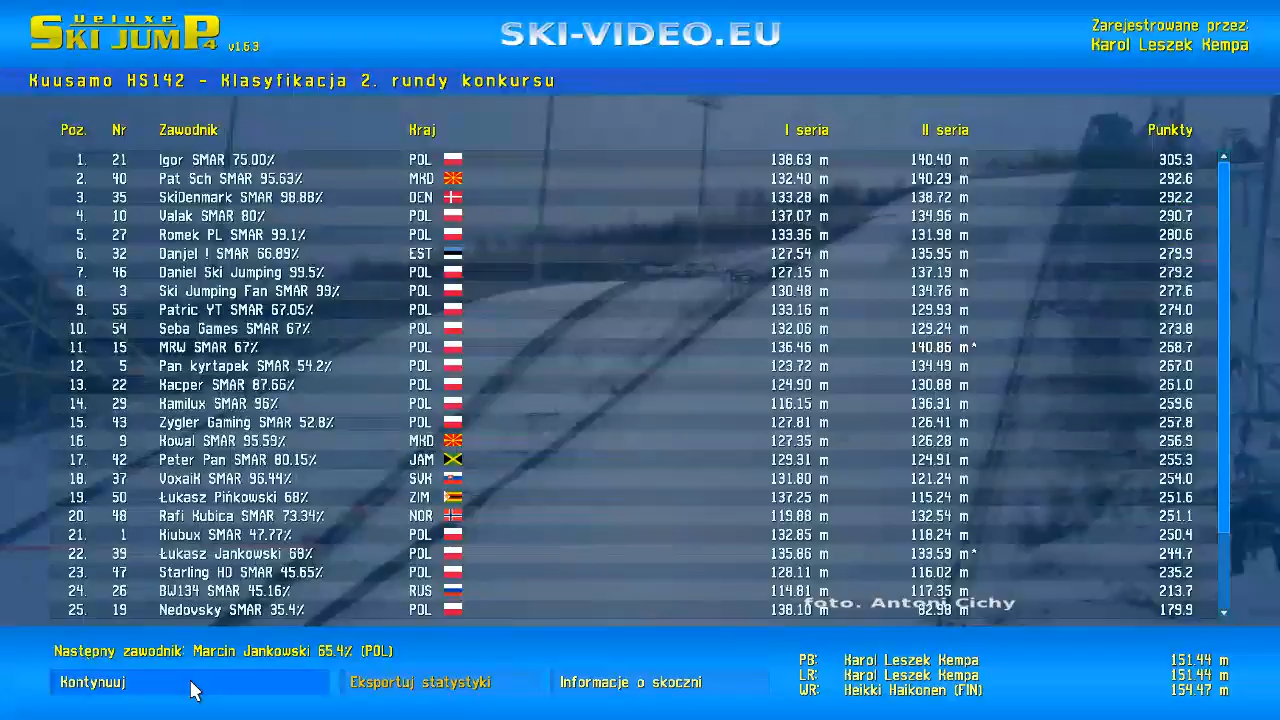 Deluxe
SKI JUMP 4 v1.6.3
SKI-VIDEO.EU
Zarejestrowane przez:
Karol Leszek Kempa
Kuusamo HS142 - Klasyfikacja 2. rundy konkursu
Poz. Nr Zawodnik Kraj I seria II seria Punkty
1. 21 Igor SMAR 75.00% POL 138.63 m 140.40 m 305.3
2. 40 Pat Sch SMAR 95.63% MKD 132.40 m 140.29 m 292.6
3. 35 SkiDenmark SMAR 98.88% DEN 133.28 m 138.72 m 292.2
4. 10 Valak SMAR 80% POL 137.07 m 134.96 m 290.7
5. 27 Romek PL SMAR 99.1% POL 133.36 m 131.98 m 280.6
6. 32 Danjel ! SMAR 66.89% EST 127.54 m 135.95 m 279.9
7. 46 Daniel Ski Jumping 99.5% POL 127.15 m 137.19 m 279.2
8. 3 Ski Jumping Fan SMAR 99% POL 130.48 m 134.76 m 277.6
9. 55 Patric YT SMAR 67.05% POL 133.16 m 129.93 m 274.0
10. 54 Seba Games SMAR 67% POL 132.06 m 129.24 m 273.8
11. 15 MRW SMAR 67% POL 136.46 m 140.86 m* 268.7
12. 5 Pan kyrtapek SMAR 54.2% POL 123.72 m 134.49 m 267.0
13. 22 Kacper SMAR 87.66% POL 124.90 m 130.88 m 261.0
14. 29 Kamilux SMAR 96% POL 116.15 m 136.31 m 259.6
15. 43 Zygler Gaming SMAR 52.8% POL 127.81 m 126.41 m 257.8
16. 9 Kowal SMAR 95.59% MKD 127.35 m 126.28 m 256.9
17. 42 Peter Pan SMAR 80.15% JAM 129.31 m 124.91 m 255.3
18. 37 VoxaiK SMAR 96.44% SVK 131.80 m 121.24 m 254.0
19. 50 Łukasz Pińkowski 68% ZIM 137.25 m 115.24 m 251.6
20. 48 Rafi Kubica SMAR 73.34% NOR 119.88 m 132.54 m 251.1
21. 1 Kiubux SMAR 47.77% POL 132.85 m 118.24 m 250.4
22. 39 Łukasz Jankowski 68% POL 135.86 m 133.59 m* 244.7
23. 47 Starling HD SMAR 45.65% POL 128.11 m 116.02 m 235.2
24. 26 BW134 SMAR 45.16% RUS 114.81 m 117.35 m 213.7
25. 19 Nedovsky SMAR 35.4% POL 138.10 m 82.98 m 179.9
foto. Antoni Cichy
Następny zawodnik: Marcin Jankowski 65.4% (POL)
Kontynuuj Eksportuj statystyki Informacje o skoczni
PB: Karol Leszek Kempa 151.44 m
LR: Karol Leszek Kempa 151.44 m
WR: Heikki Haikonen (FIN) 154.47 m